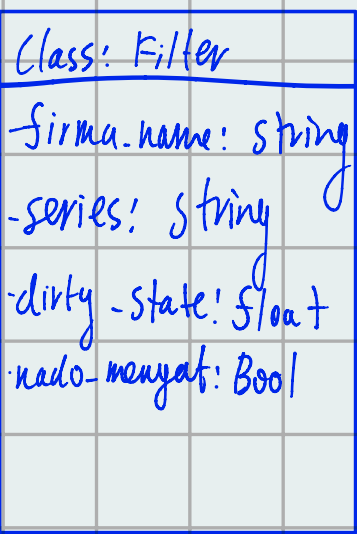 Class: Filter
-firma_name: string
-series: string
-dirty_state: float
-nado_menyat: Bool